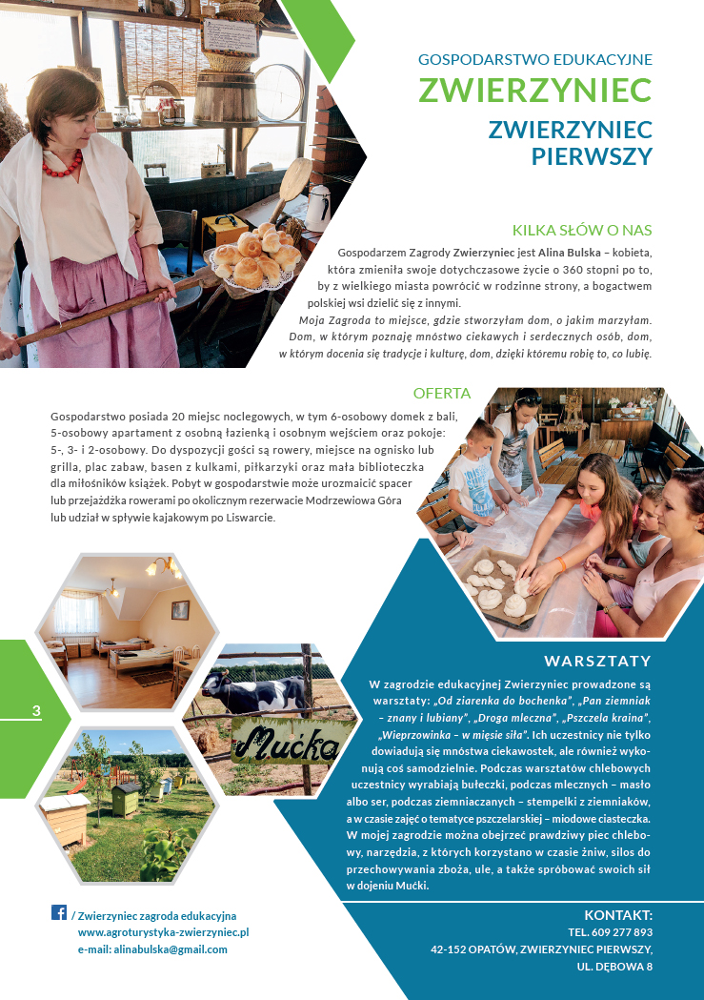 GOSPODARSTWO EDUKACYJNE
ZWIERZYNIEC
ZWIERZYNIEC
PIERWSZY
KILKA SŁÓW O NAS
Gospodarzem Zagrody Zwierzyniec jest Alina Bulska – kobieta,
która zmieniła swoje dotychczasowe życie o 360 stopni po to,
by z wielkiego miasta powrócić w rodzinne strony, a bogactwem
polskiej wsi dzielić się z innymi.
Moja Zagroda to miejsce, gdzie stworzyłam dom, o jakim marzyłam.
Dom, w którym poznaję mnóstwo ciekawych i serdecznych osób, dom,
w którym docenia się tradycje i kulturę, dom, dzięki któremu robię to, co lubię.
OFERTA
Gospodarstwo posiada 20 miejsc noclegowych, w tym 6-osobowy domek z bali,
5-osobowy apartament z osobną łazienką i osobnym wejściem oraz pokoje:
5-, 3- i 2-osobowy. Do dyspozycji gości są rowery, miejsce na ognisko lub
grilla, plac zabaw, basen z kulkami, piłkarzyki oraz mała biblioteczka
dla miłośników książek. Pobyt w gospodarstwie może urozmaicić spacer
lub przejażdżka rowerami po okolicznym rezerwacie Modrzewiowa Góra
lub udział w spływie kajakowym po Liswarcie.
3
Mućka
WARSZTATY
W zagrodzie edukacyjnej Zwierzyniec prowadzone są
warsztaty: „Od ziarenka do bochenka”, „Pan ziemniak
– znany i lubiany”, „Droga mleczna”, „Pszczela kraina”,
„Wieprzowinka – w mięsie siła”. Ich uczestnicy nie tylko
dowiadują się mnóstwa ciekawostek, ale również wyko-
nują coś samodzielnie. Podczas warsztatów chlebowych
uczestnicy wyrabiają bułeczki, podczas mlecznych – masło
albo ser, podczas ziemniaczanych – stempelki z ziemniaków,
a w czasie zajęć o tematyce pszczelarskiej – miodowe ciasteczka.
W mojej zagrodzie można obejrzeć prawdziwy piec chlebo-
wy, narzędzia, z których korzystano w czasie żniw, silos do
przechowywania zboża, ule, a także spróbować swoich sił
w dojeniu Mućki.
f / Zwierzyniec zagroda edukacyjna
www.agroturystyka-zwierzyniec.pl
e-mail: alinabulska@gmail.com
KONTAKT:
TEL. 609 277 893
42-152 OPATÓW, ZWIERZYNIEC PIERWSZY,
UL. DĘBOWA 8